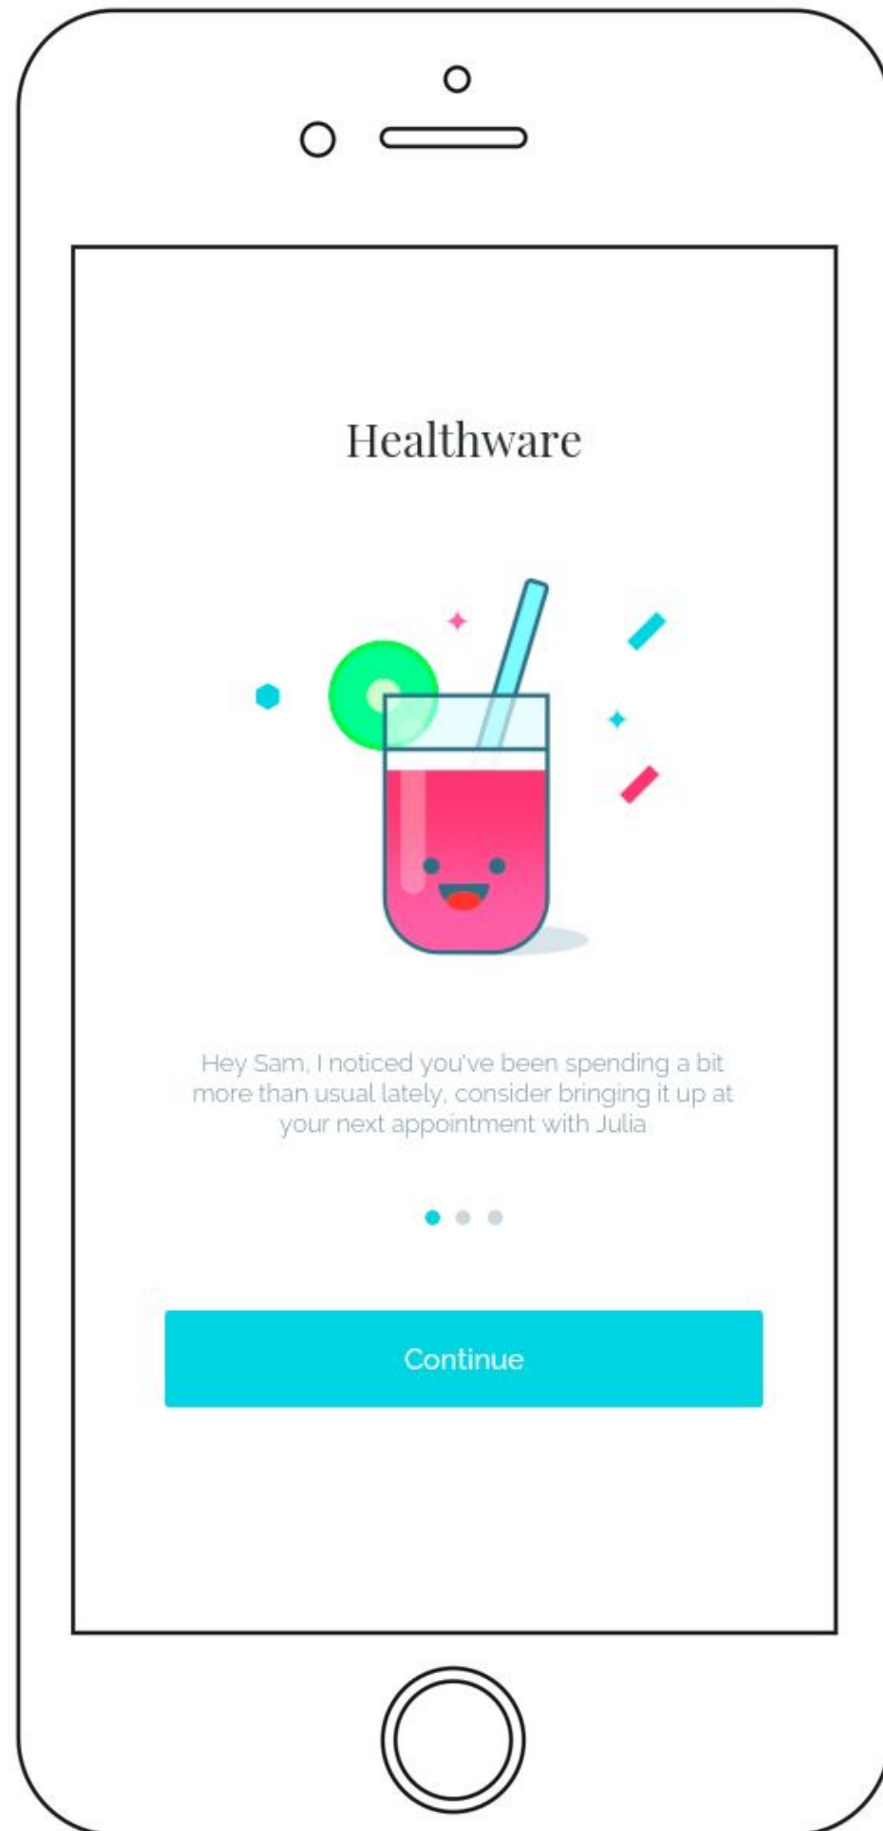 Healthware
Hey Sam, I noticed you've been spending a bit
more than usual lately, consider bringing it up at
your next appointment with Julia
Continue